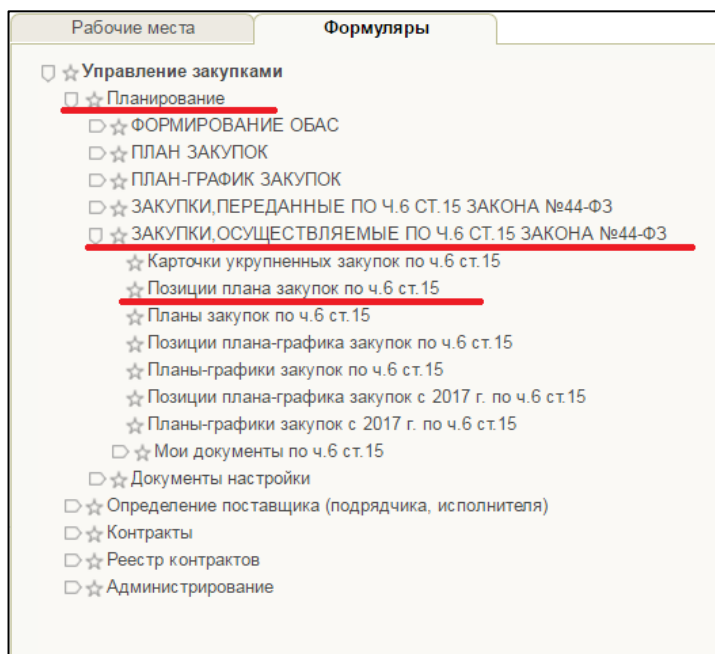 Рабочие места
Формуляры
Управление закупками
Планирование
ФОРМИРОВАНИЕ ОБАС
ПЛАН ЗАКУПОК
ПЛАН-ГРАФИК ЗАКУПОК
ЗАКУПКИ,ПЕРЕДАННЫЕ ПО Ч.6 СТ.15 ЗАКОНА №44-ФЗ
ЗАКУПКИ,ОСУЩЕСТВЛЯЕМЫЕ ПО Ч.6 СТ.15 ЗАКОНА №44-ФЗ
Карточки укрупненных закупок по ч.6 ст.15
Позиции плана закупок по ч.6 ст.15
Планы закупок по ч.6 ст.15
Позиции плана-графика закупок по ч.6 ст.15
Планы-графики закупок по ч.6 ст.15
Позиции плана-графика закупок с 2017 г. по ч.6 ст.15
Планы-графики закупок с 2017 г. по ч.6 ст.15
Мои документы по ч.6 ст.15
Документы настройки
Определение поставщика (подрядчика, исполнителя)
Контракты
Реестр контрактов
Администрирование